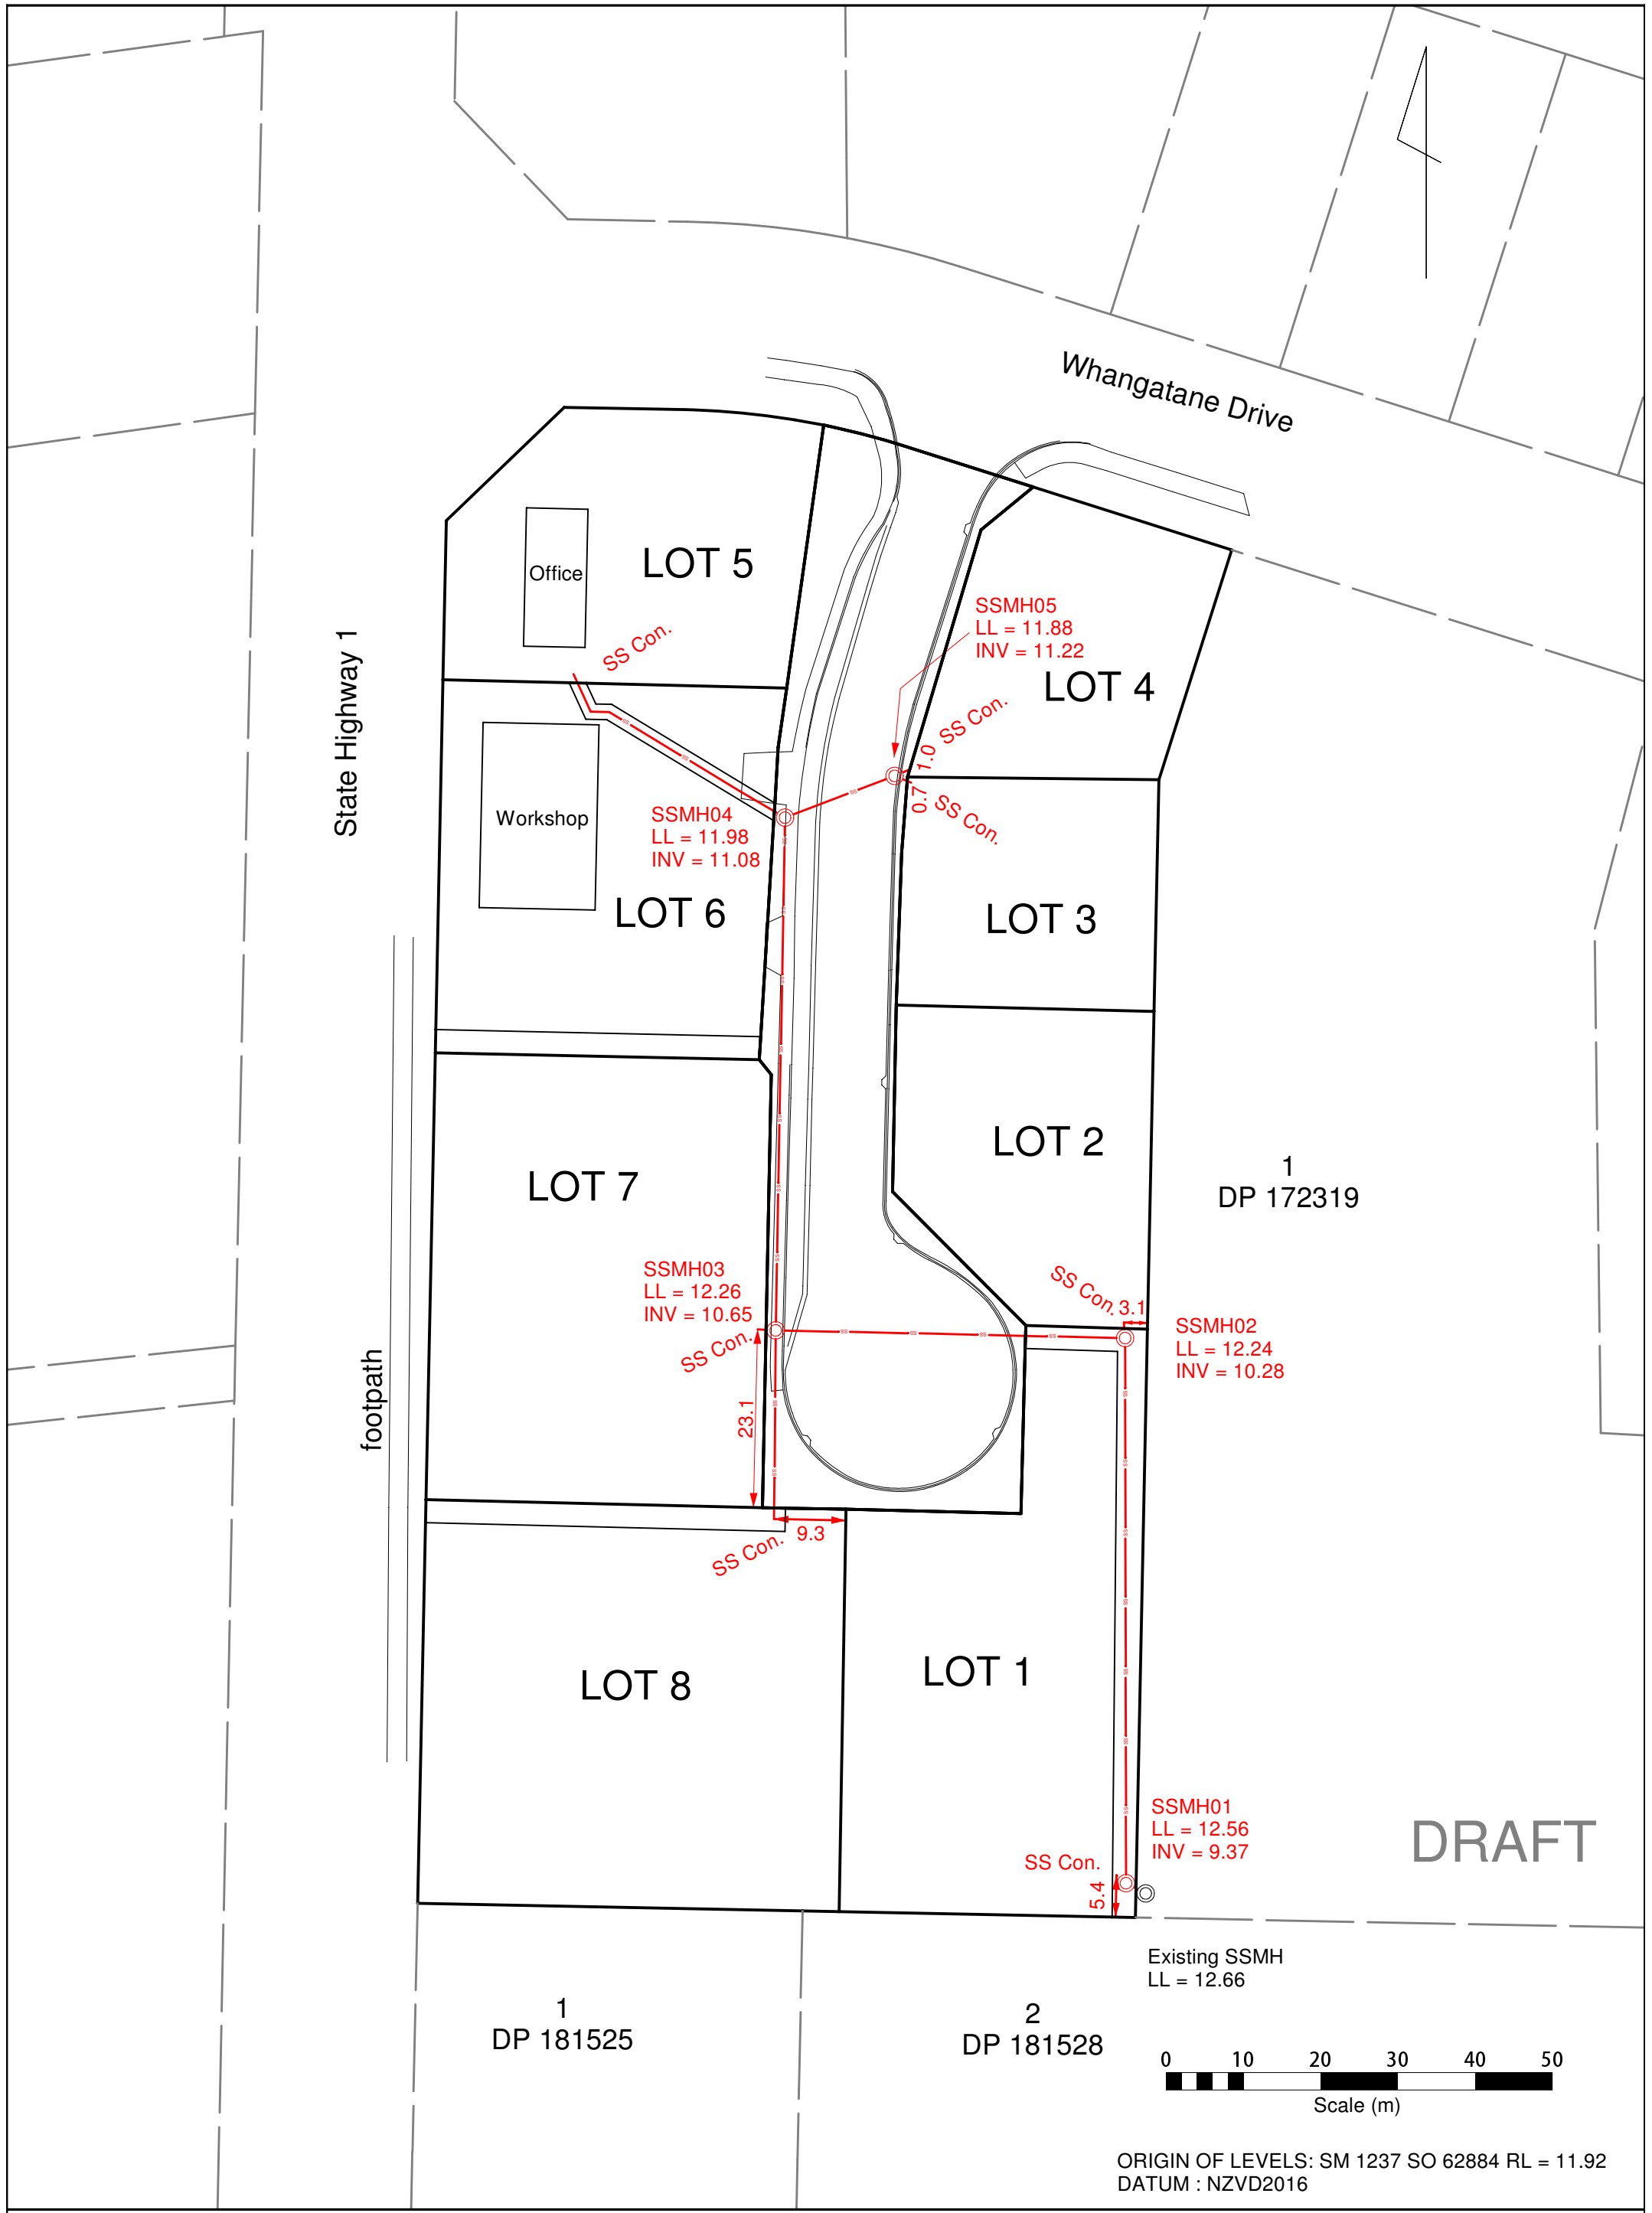 Whangatane Drive
LOT 5
Office
SS Con.
SSMH05
LL = 11.88
INV = 11.22
LOT 4
State Highway 1
SS Con.
1.0
0.7
SS Con.
Workshop
SSMH04
LL = 11.98
INV = 11.08
LOT 6
LOT 3
LOT 2
1
DP 172319
LOT 7
SSMH03
LL = 12.26
INV = 10.65
SS Con.
SS Con.
3.1
SSMH02
LL = 12.24
INV = 10.28
footpath
23.1
9.3
SS Con.
LOT 8
LOT 1
SSMH01
LL = 12.56
INV = 9.37
DRAFT
SS Con.
5.4
Existing SSMH
LL = 12.66
1
DP 181525
2
DP 181528
0 10 20 30 40 50
Scale (m)
ORIGIN OF LEVELS: SM 1237 SO 62884 RL = 11.92
DATUM : NZVD2016